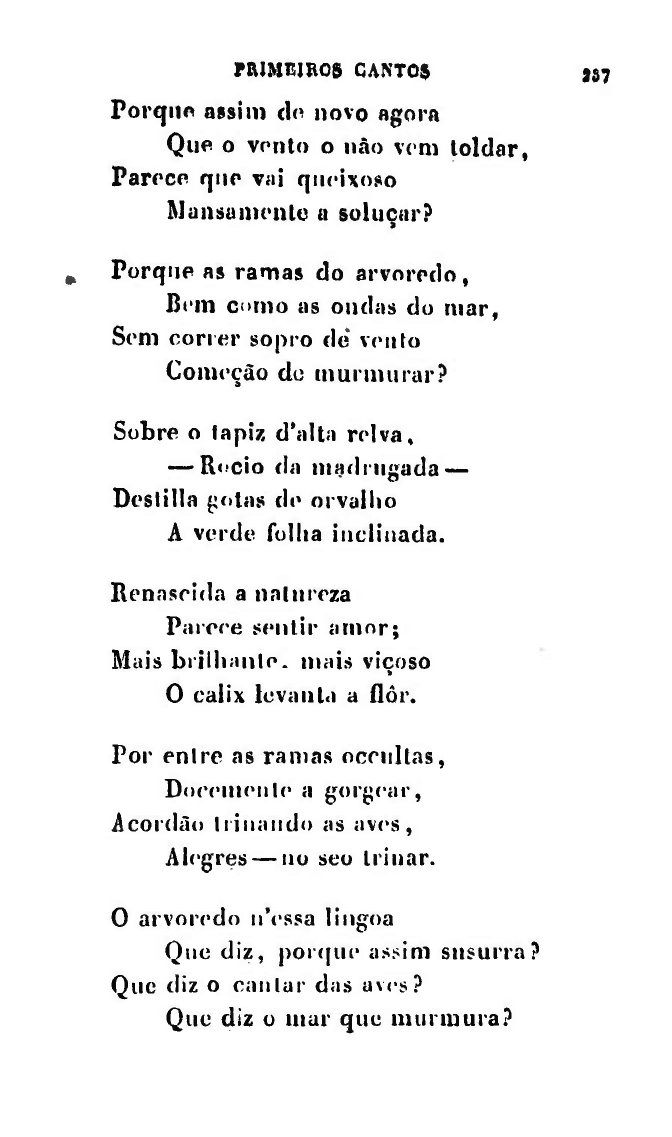 PRIMEIROS CANTOS 237
Porque assim de novo agora
Que o vento o não vem toldar,
Parece que vai queixoso
Mansamente a soluçar?
Porque as ramas do arvoredo,
Bem como as ondas do mar,
Sem correr sopro de vento
Começão de murmurar?
Sobre o tapiz d'alta relva,
— Rocio da madrugada —
Destilla gotas de orvalho
A verde folha inclinada.
Renascida a natureza
Parece sentir amor;
Mais brilhante. mais viçoso
O calix levanta a flôr.
Por entre as ramas occultas,
Docemente a gorgear,
Acordão trinando as aves,
Alegres — no seo trinar.
O arvoredo n'essa lingoa
Que diz, porque assim susurra?
Que diz o cantar das aves?
Que diz o mar que murmura?